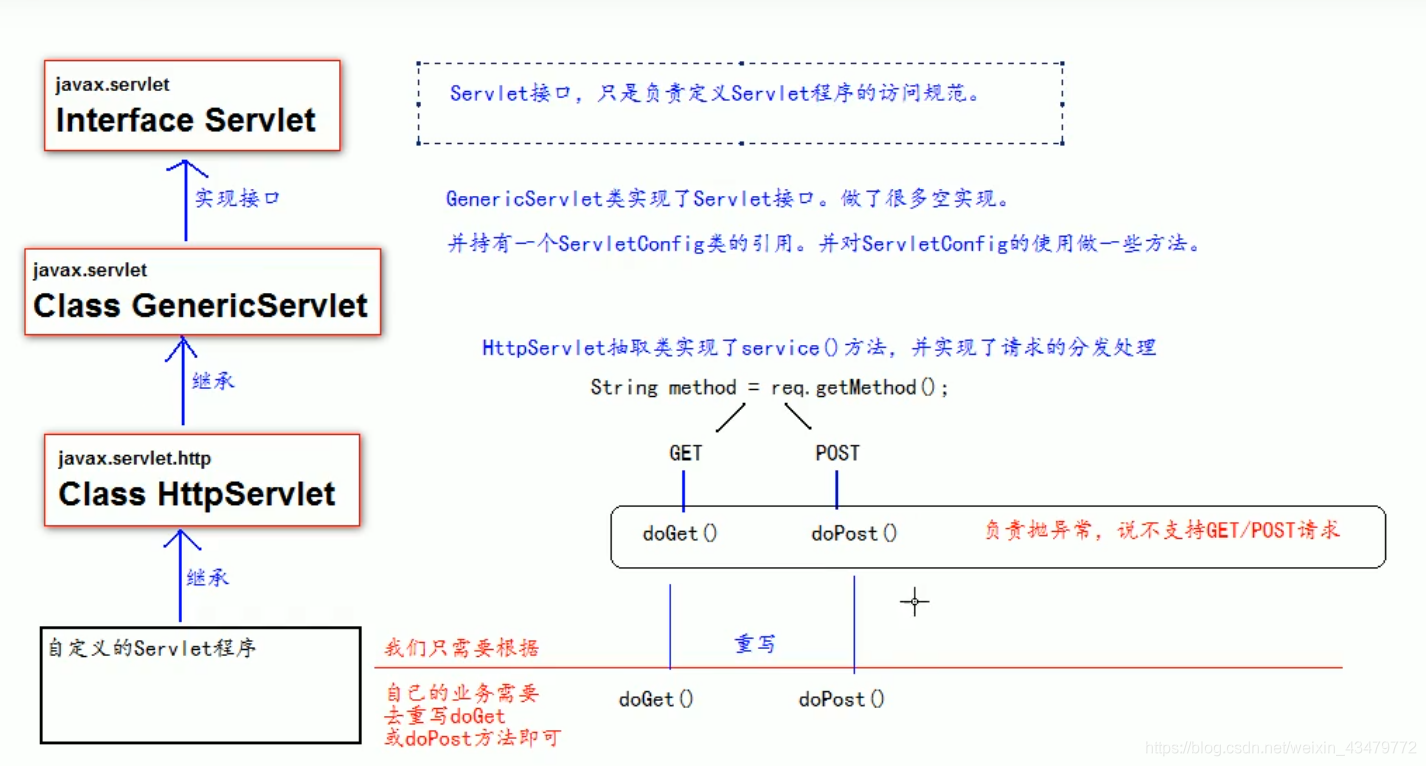 javax.servlet
Interface Servlet
Servlet接口，只是负责定义Servlet程序的访问规范。
实现接口
GenericServlet类实现了Servlet接口。做了很多空实现。
并持有一个ServletConfig类的引用。并对ServletConfig的使用做一些方法。
javax.servlet
Class GenericServlet
继承
HttpServlet抽取类实现了service()方法，并实现了请求的分发处理
String method = req.getMethod();
GET
POST
javax.servlet.http
Class HttpServlet
doGet()
doPost()
负责抛异常，说不支持GET/POST请求
继承
自定义的Servlet程序
我们只需要根据
重写
自己的业务需要
去重写doGet
或doPost方法即可
doGet()
doPost()
https://blog.csdn.net/weixin_43479772